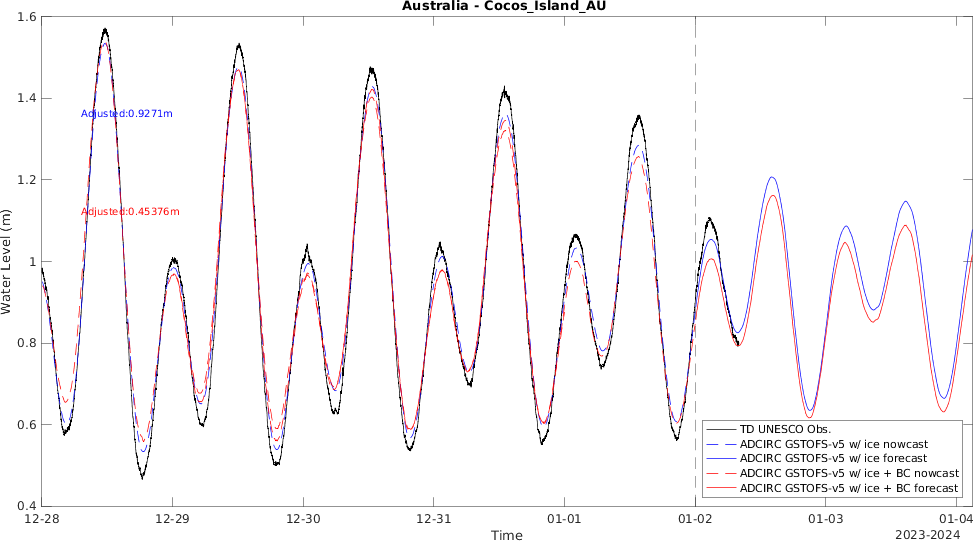 Australia - Cocos_Island_AU
1.6
1.4
1.2
1
0.8
0.6
0.4
Water Level (m)
Adjusted:0.9271m
Adjusted:0.45376m
TD UNESCO Obs.
ADCIRC GSTOFS-v5 w/ ice nowcast
ADCIRC GSTOFS-v5 w/ ice forecast
ADCIRC GSTOFS-v5 w/ ice + BC nowcast
ADCIRC GSTOFS-v5 w/ ice + BC forecast
12-28 12-29 12-30 12-31 01-01 01-02 01-03 01-04
Time
2023-2024